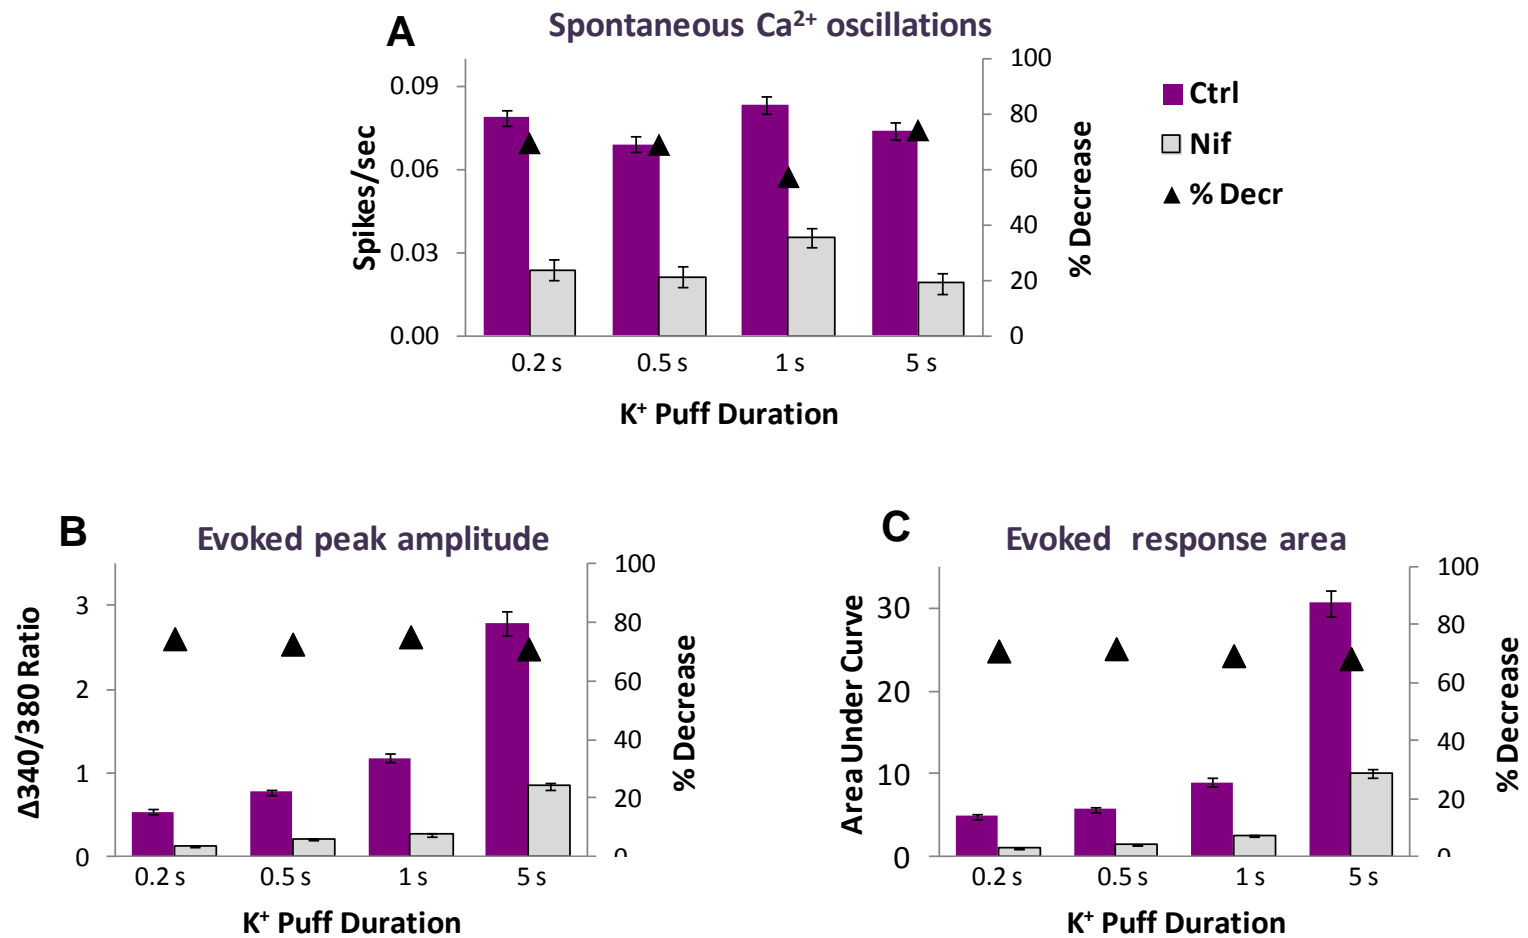 A
Spontaneous Ca²⁺ oscillations
Spikes/sec
0.09
0.06
0.03
0.00
100
80
60
40
20
0
% Decrease
0.2 s 0.5 s 1 s 5 s
K⁺ Puff Duration
Ctrl
Nif
% Decr
B
Evoked peak amplitude
Δ340/380 Ratio
3
2
1
0
100
80
60
40
20
0
% Decrease
0.2 s 0.5 s 1 s 5 s
K⁺ Puff Duration
C
Evoked response area
Area Under Curve
30
20
10
0
100
80
60
40
20
0
% Decrease
0.2 s 0.5 s 1 s 5 s
K⁺ Puff Duration